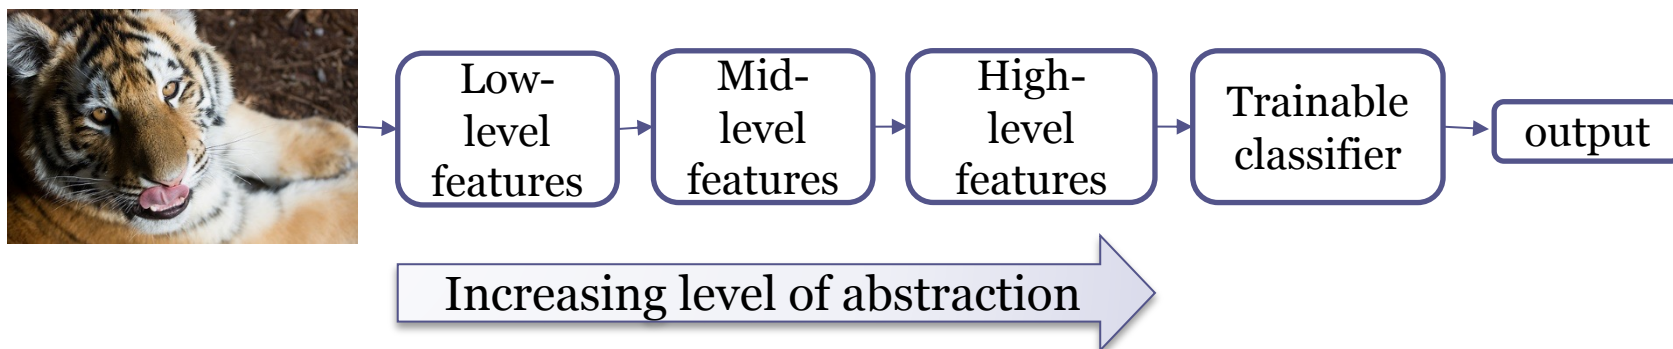 Low-
level
features
Mid-
level
features
High-
level
features
Trainable
classifier
output
Increasing level of abstraction